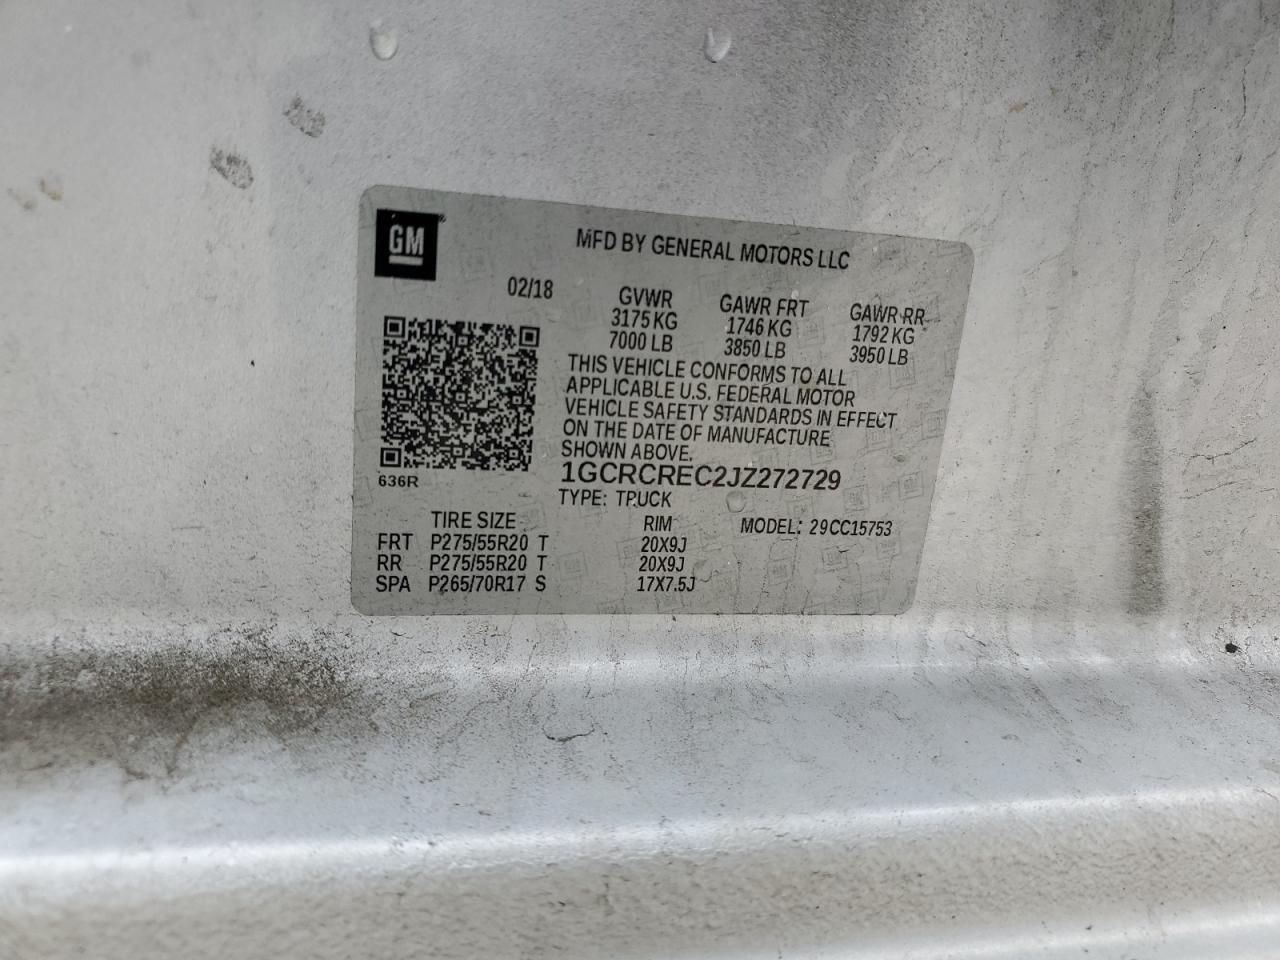 GM
MFD BY GENERAL MOTORS LLC
02/18
GVWR GAWR FRT GAWR RR
3175 KG 1746 KG 1792 KG
7000 LB 3850 LB 3950 LB
THIS VEHICLE CONFORMS TO ALL
APPLICABLE U.S. FEDERAL MOTOR
VEHICLE SAFETY STANDARDS IN EFFECT
ON THE DATE OF MANUFACTURE
SHOWN ABOVE.
636R
1GCRCREC2JZ272729
TYPE: TRUCK
TIRE SIZE RIM MODEL: 29CC15753
FRT P275/55R20 T 20X9J
RR P275/55R20 T 20X9J
SPA P265/70R17 S 17X7.5J